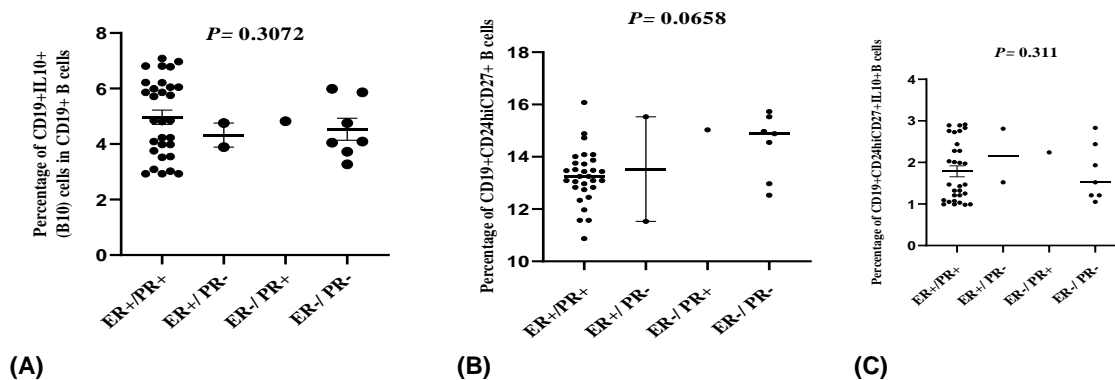 P= 0.3072
Percentage of CD19+IL10+
(B10) cells in CD19+ B cells
8
6
4
2
0
ER+/PR+
ER+/ PR-
ER-/ PR+
ER-/ PR-
(A)
P= 0.0658
Percentage of CD19+CD24hiCD27+ B cells
18
16
14
12
10
ER+/PR+
ER+/ PR-
ER-/ PR+
ER-/ PR-
(B)
P= 0.311
Percentage of CD19+CD24hiCD27+IL10+B cells
4
3
2
1
0
ER+/PR+
ER+/ PR-
ER-/ PR+
ER-/ PR-
(C)